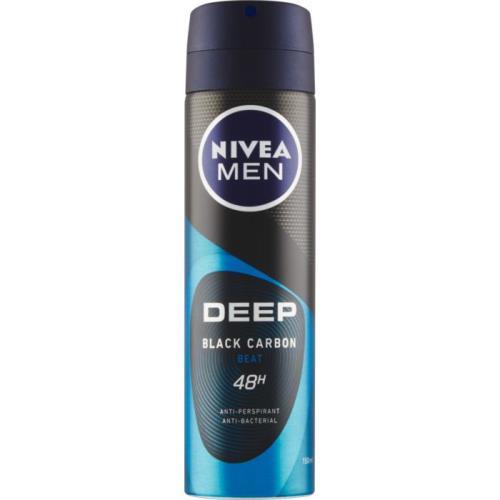 NIVEA
MEN
DEEP
BLACK CARBON
BEAT
48H
ANTI-PERSPIRANT
ANTI-BACTERIAL
150ml